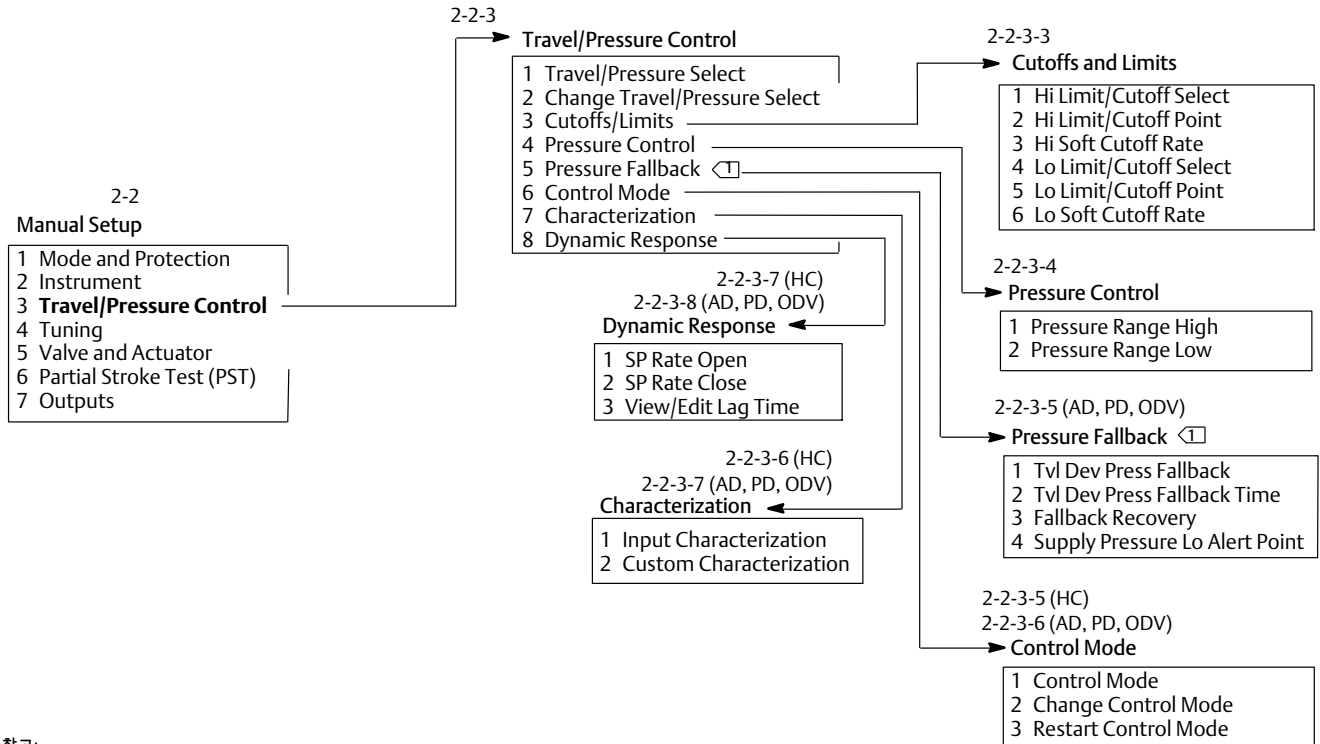 2-2
Manual Setup
1 Mode and Protection
2 Instrument
3 Travel/Pressure Control
4 Tuning
5 Valve and Actuator
6 Partial Stroke Test (PST)
7 Outputs
2-2-3
Travel/Pressure Control
1 Travel/Pressure Select
2 Change Travel/Pressure Select
3 Cutoffs/Limits
4 Pressure Control
5 Pressure Fallback 1
6 Control Mode
7 Characterization
8 Dynamic Response
2-2-3-7 (HC)
2-2-3-8 (AD, PD, ODV)
Dynamic Response
1 SP Rate Open
2 SP Rate Close
3 View/Edit Lag Time
2-2-3-6 (HC)
2-2-3-7 (AD, PD, ODV)
Characterization
1 Input Characterization
2 Custom Characterization
2-2-3-3
Cutoffs and Limits
1 Hi Limit/Cutoff Select
2 Hi Limit/Cutoff Point
3 Hi Soft Cutoff Rate
4 Lo Limit/Cutoff Select
5 Lo Limit/Cutoff Point
6 Lo Soft Cutoff Rate
2-2-3-4
Pressure Control
1 Pressure Range High
2 Pressure Range Low
2-2-3-5 (AD, PD, ODV)
Pressure Fallback 1
1 Tvl Dev Press Fallback
2 Tvl Dev Press Fallback Time
3 Fallback Recovery
4 Supply Pressure Lo Alert Point
2-2-3-5 (HC)
2-2-3-6 (AD, PD, ODV)
Control Mode
1 Control Mode
2 Change Control Mode
3 Restart Control Mode